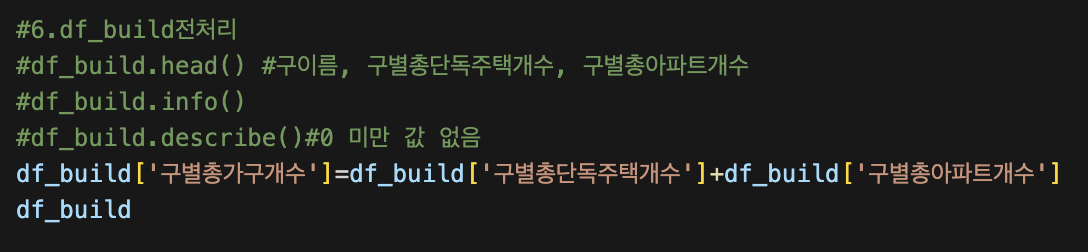 #6.df_build전처리
#df_build.head() #구이름, 구별총단독주택개수, 구별총아파트개수
#df_build.info()
#df_build.describe()#0 미만 값 없음
df_build['구별총가구개수']=df_build['구별총단독주택개수']+df_build['구별총아파트개수']
df_build